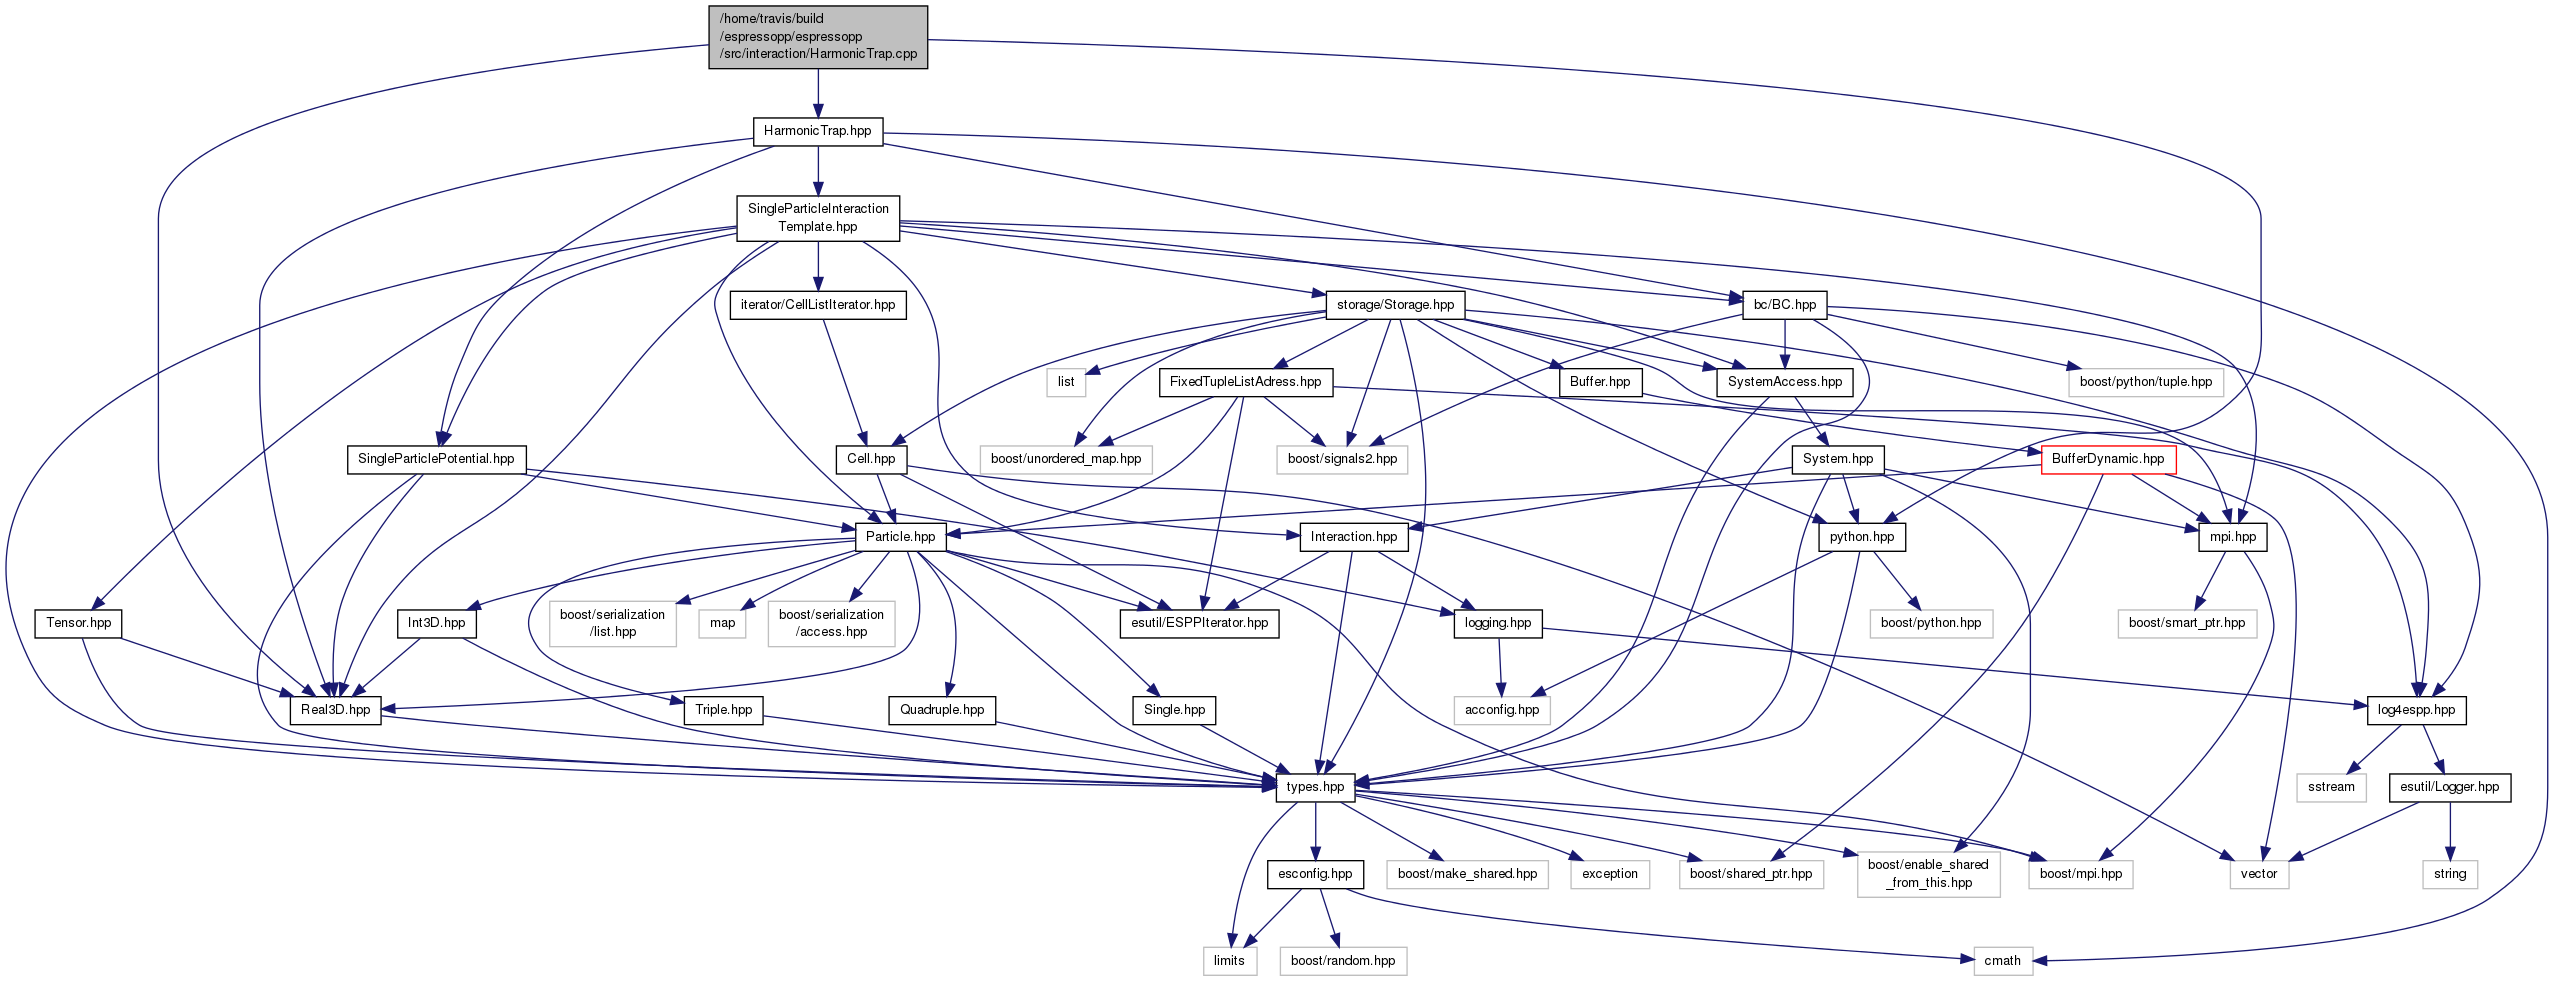 /home/travis/build
/espressopp/espressopp
/src/interaction/HarmonicTrap.cpp
HarmonicTrap.hpp
SingleParticleInteraction
Template.hpp
iterator/CellListIterator.hpp
storage/Storage.hpp
bc/BC.hpp
list
FixedTupleListAdress.hpp
Buffer.hpp
SystemAccess.hpp
boost/python/tuple.hpp
SingleParticlePotential.hpp
Cell.hpp
boost/unordered_map.hpp
boost/signals2.hpp
System.hpp
BufferDynamic.hpp
Particle.hpp
Interaction.hpp
python.hpp
mpi.hpp
Tensor.hpp
Int3D.hpp
boost/serialization
/list.hpp
map
boost/serialization
/access.hpp
esutil/ESPPIterator.hpp
logging.hpp
boost/python.hpp
boost/smart_ptr.hpp
Real3D.hpp
Triple.hpp
Quadruple.hpp
Single.hpp
acconfig.hpp
log4espp.hpp
types.hpp
sstream
esutil/Logger.hpp
esconfig.hpp
boost/make_shared.hpp
exception
boost/shared_ptr.hpp
boost/enable_shared
_from_this.hpp
boost/mpi.hpp
vector
string
limits
boost/random.hpp
cmath